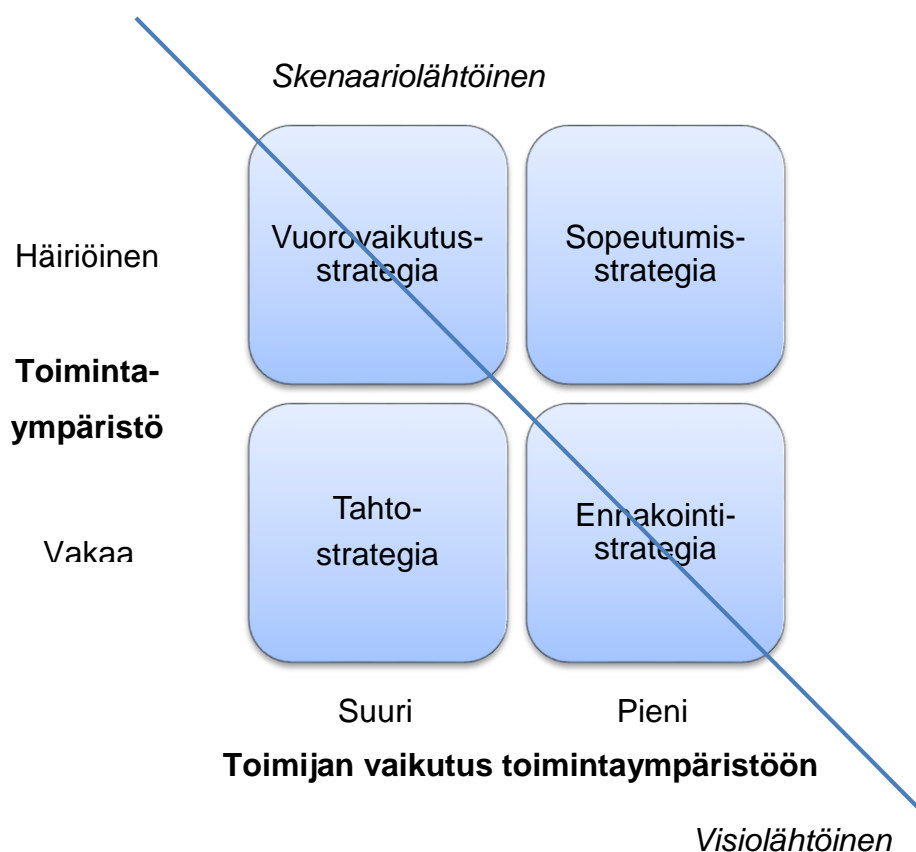 Skenaariolähtöinen
Häiriöinen
Vuorovaikutus-
strategia
Sopeutumis-
strategia
Toiminta-
ympäristö
Vakaa
Tahto-
strategia
Ennakointi-
strategia
Suuri
Pieni
Toimijan vaikutus toimintaympäristöön
Visiolähtöinen